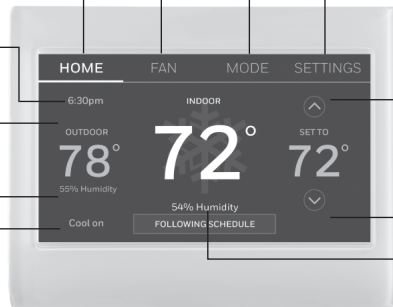 HOME FAN MODE SETTINGS
6:30pm
INDOOR
OUTDOOR
78°
55% Humidity
72°
54% Humidity
SET TO
72°
Cool on
FOLLOWING SCHEDULE